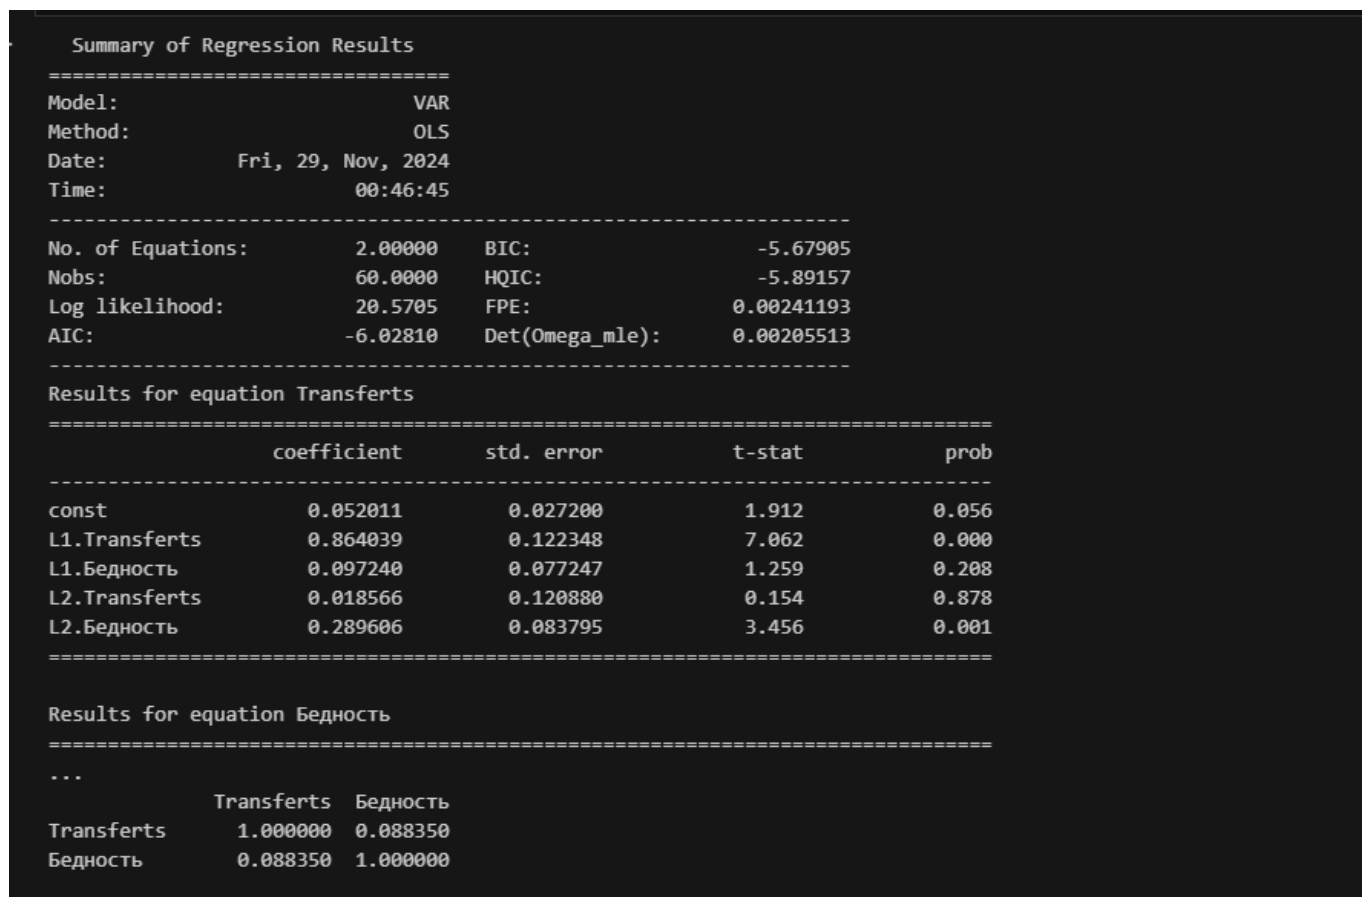 Summary of Regression Results
==================================
Model: VAR
Method: OLS
Date: Fri, 29, Nov, 2024
Time: 00:46:45
--------------------------------------------------------------------
No. of Equations: 2.00000 BIC: -5.67905
Nobs: 60.0000 HQIC: -5.89157
Log likelihood: 20.5705 FPE: 0.00241193
AIC: -6.02810 Det(Omega_mle): 0.00205513
--------------------------------------------------------------------
Results for equation Transferts
================================================================================
coefficient std. error t-stat prob
--------------------------------------------------------------------------------
const 0.052011 0.027200 1.912 0.056
L1.Transferts 0.864039 0.122348 7.062 0.000
L1.Бедность 0.097240 0.077247 1.259 0.208
L2.Transferts 0.018566 0.120880 0.154 0.878
L2.Бедность 0.289606 0.083795 3.456 0.001
================================================================================
Results for equation Бедность
================================================================================
...
Transferts Бедность
Transferts 1.000000 0.088350
Бедность 0.088350 1.000000